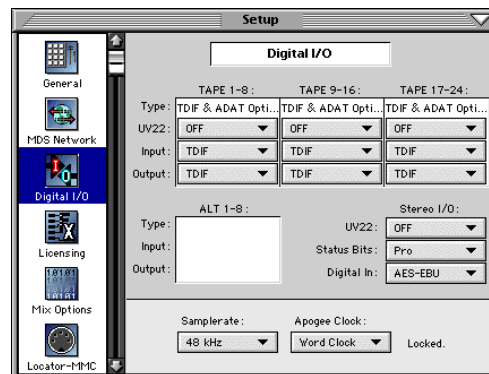 Setup
General
MDS Network
Digital I/O
Licensing
Mix Options
Locator-MMC
Digital I/O
TAPE 1-8: TAPE 9-16: TAPE 17-24:
Type: TDIF & ADAT Opti... TDIF & ADAT Opti... TDIF & ADAT Opti...
UV22: OFF OFF OFF
Input: TDIF TDIF TDIF
Output: TDIF TDIF TDIF
ALT 1-8: Stereo I/O:
Type: UV22: OFF
Input: Status Bits: Pro
Output: Digital In: AES-EBU
Samplerate: Apogee Clock:
48 kHz Word Clock Locked.